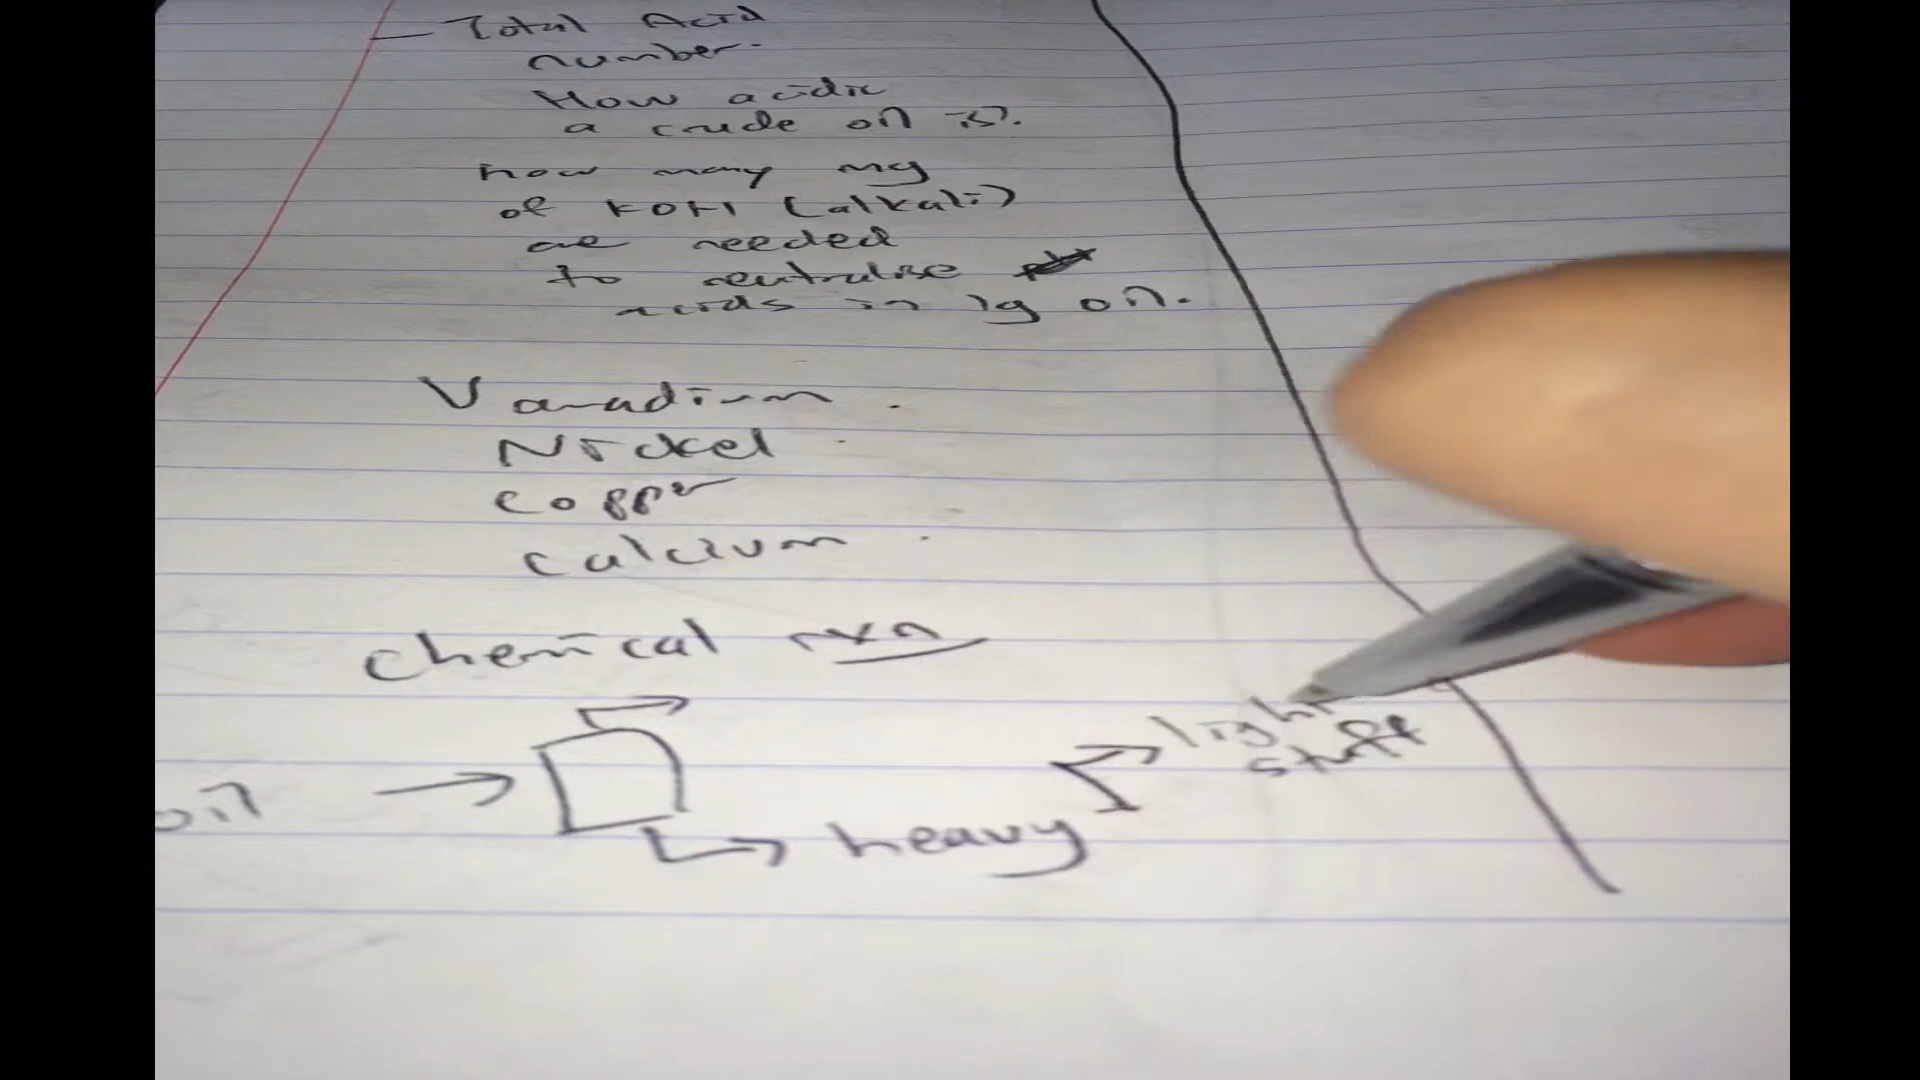 — Total Acid
number.
How acidic
a crude oil is?.
how many mg
of KOH (alkali)
are needed
to neutralise
acids in 1g oil.
Vanadium.
Nickel.
Copper
Calcium.
Chemical rxn
light
stuff
oil
heavy